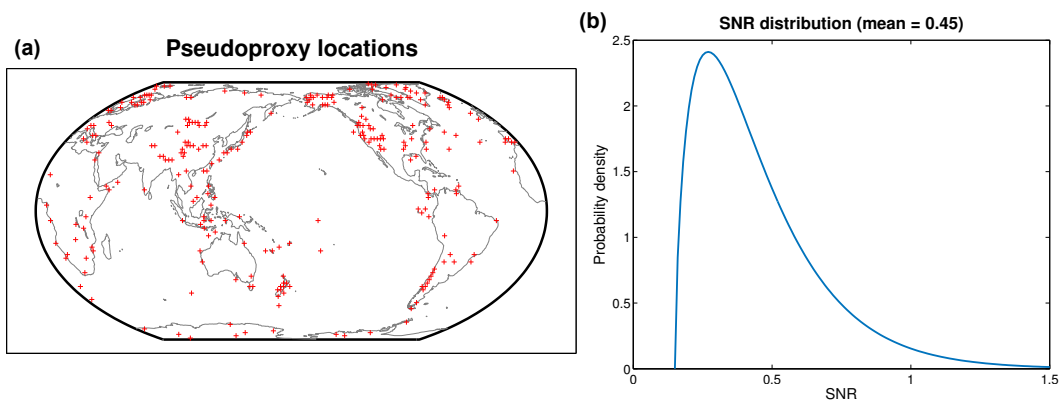 (a)
Pseudoproxy locations
(b)
SNR distribution (mean = 0.45)
2.5
2
1.5
1
0.5
0
Probability density
0
0.5
1
1.5
SNR